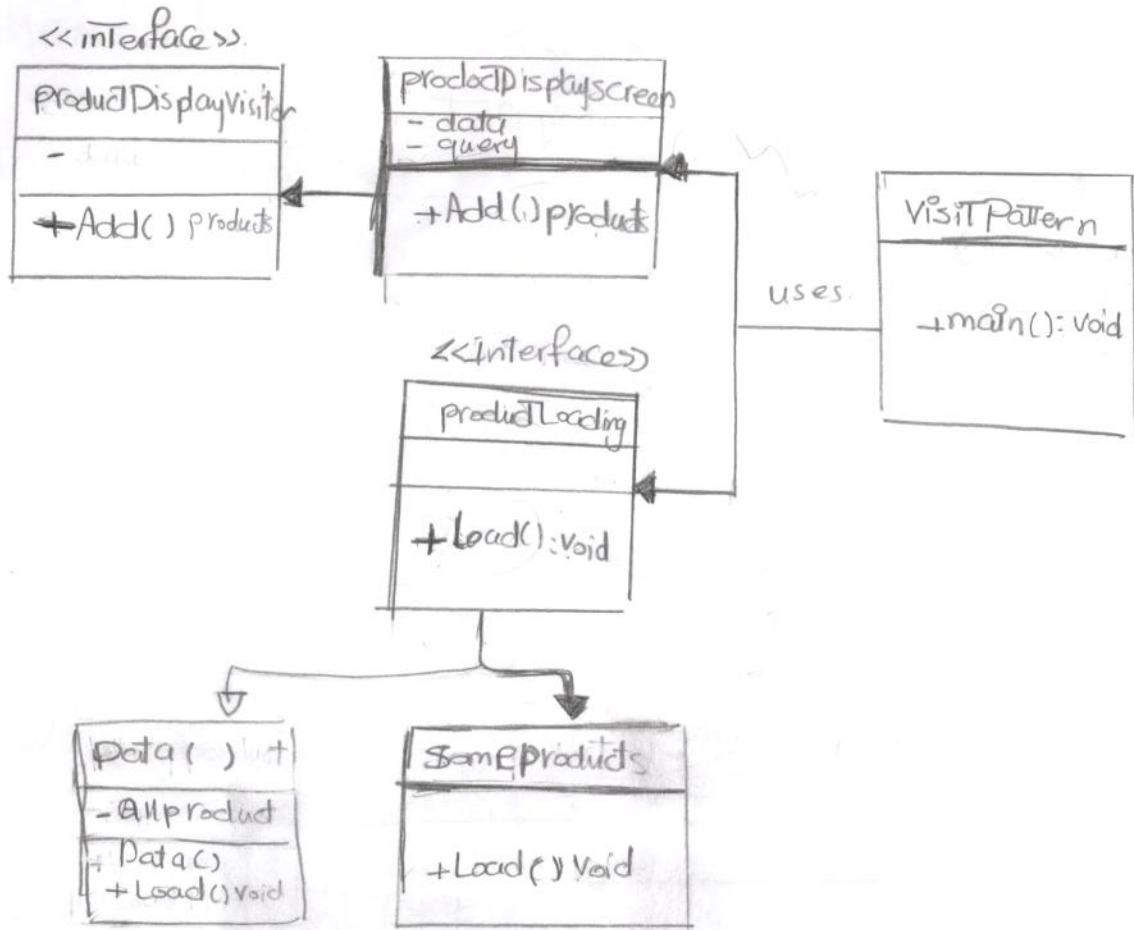 <<interface>>
productDisplayVisitor
-
+Add() products
prodoctDisplayscreen
- data
- query
+Add() products
uses
visitPattern
+main(): void
<<interface>>
productLoading
+ Load(): void
Data() +
- Allproduct
+ Data()
+ Load() void
Someproducts
+Load() void